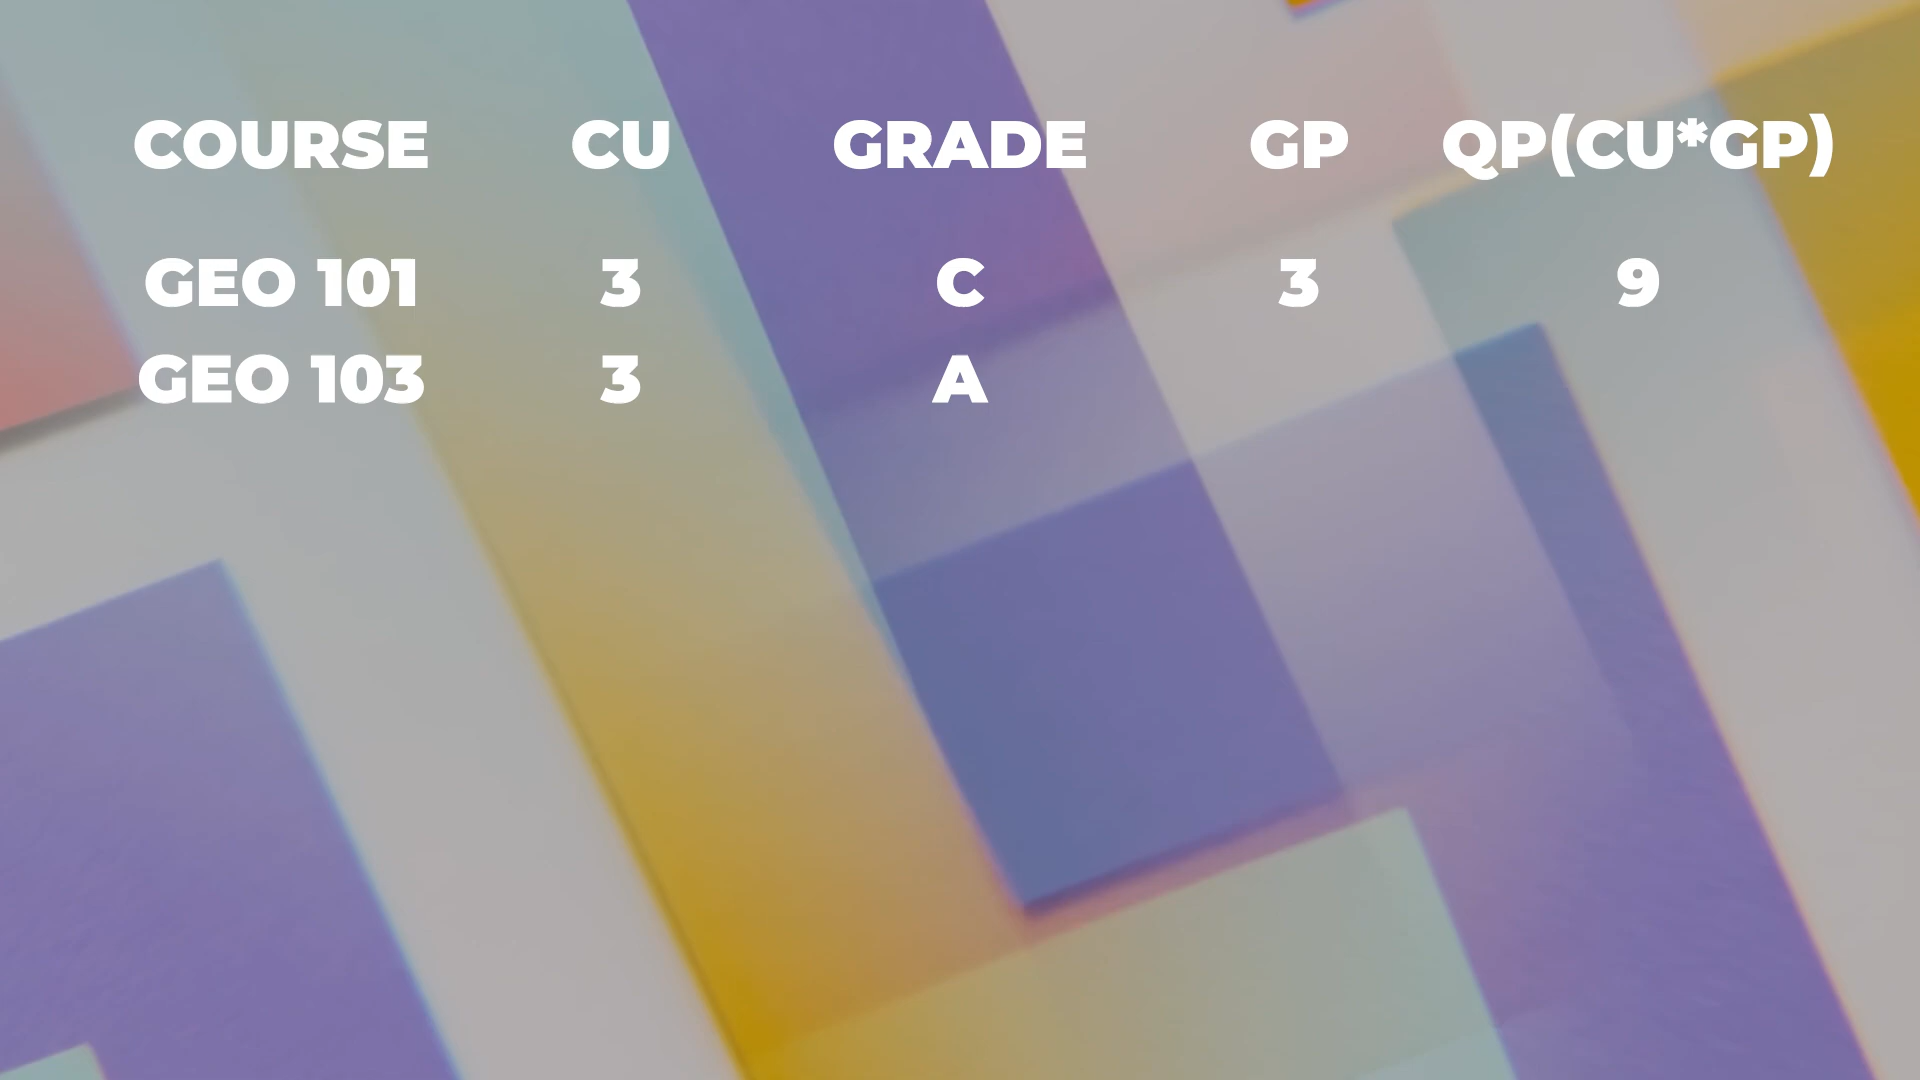 COURSE CU GRADE GP QP(CU*GP)
GEO 101 3 C 3 9
GEO 103 3 A